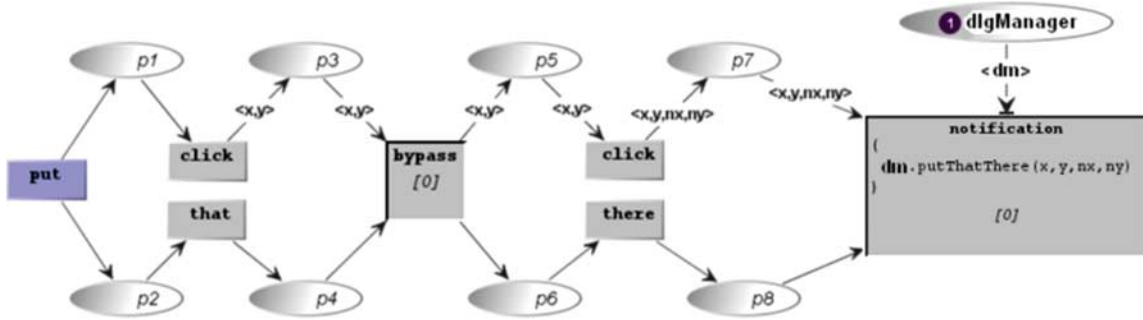 1 dlgManager
p1
p3
p5
p7
<dm>
<x,y>
<x,y>
<x,y>
<x,y>
<x,y,nx,ny>
<x,y,nx,ny>
put
click
bypass
[0]
click
notification
{
dm.putThatThere(x,y,nx,ny)
}
[0]
that
there
p2
p4
p6
p8